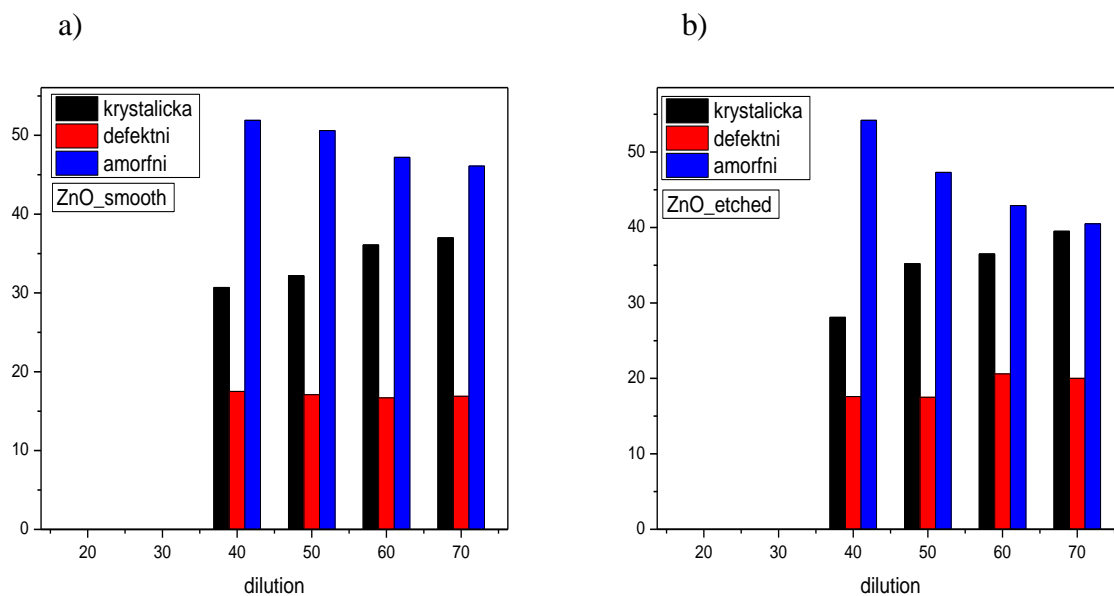 a)
krystalicka
defektni
amorfni
ZnO_smooth
50
40
30
20
10
0
20 30 40 50 60 70
dilution
b)
krystalicka
defektni
amorfni
ZnO_etched
50
40
30
20
10
0
20 30 40 50 60 70
dilution